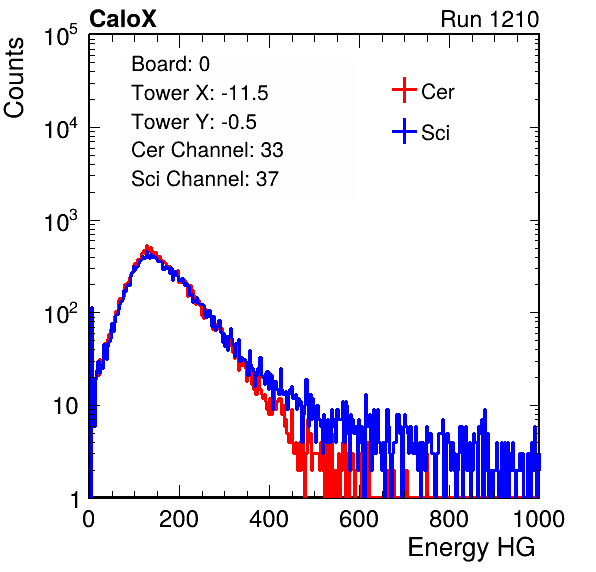 CaloX Run 1210
Counts
Board: 0
Tower X: -11.5
Tower Y: -0.5
Cer Channel: 33
Sci Channel: 37
Cer
Sci
10^5
10^4
10^3
10^2
10
1
0 200 400 600 800 1000
Energy HG